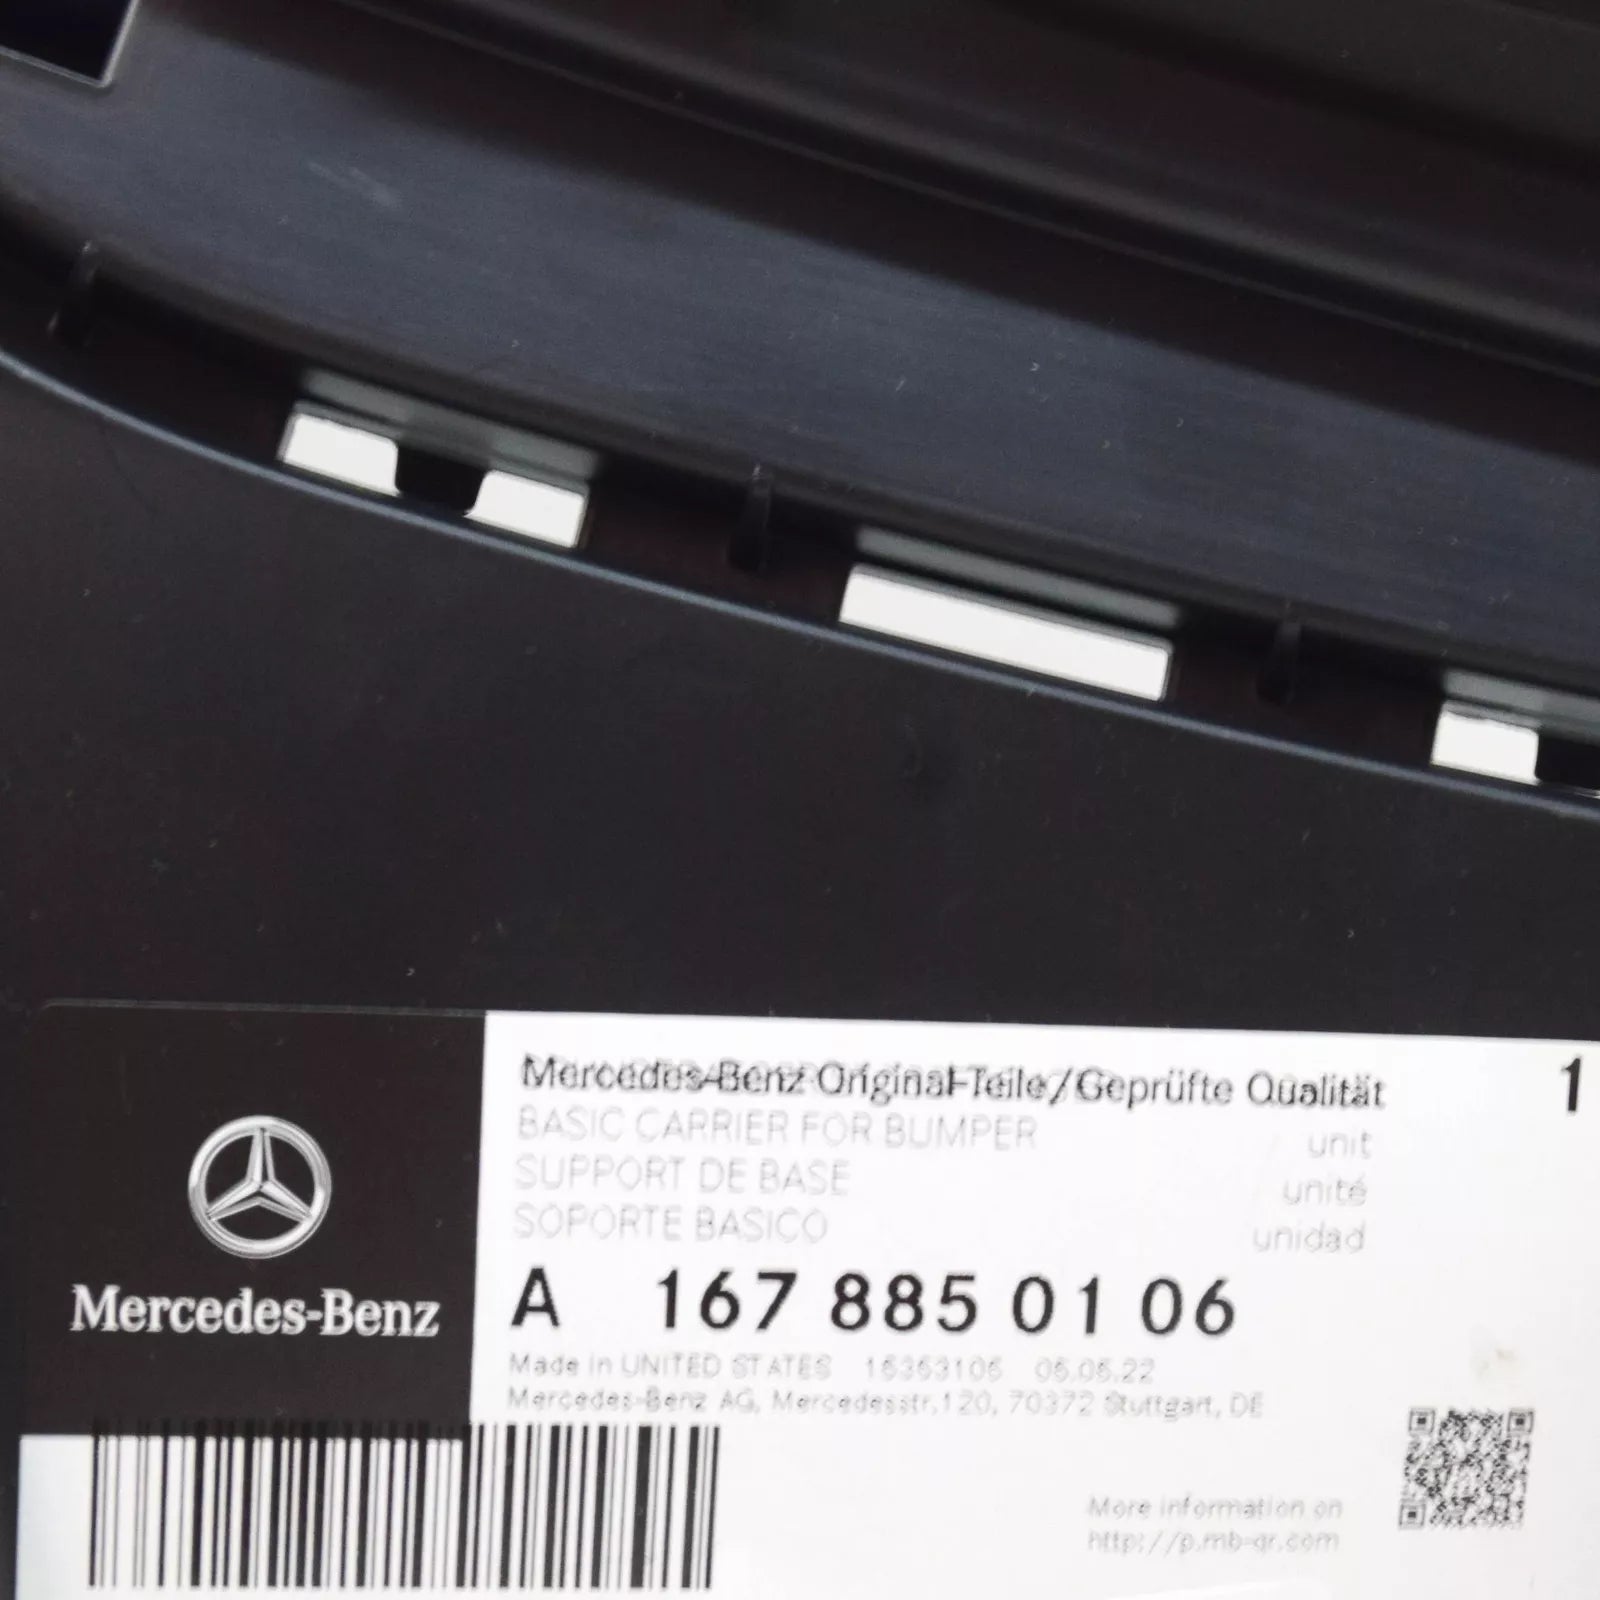 Mercedes-Benz Original-Teile/Geprüfte Qualität 1
BASIC CARRIER FOR BUMPER unit
SUPPORT DE BASE unité
SOPORTE BASICO unidad
A 167 885 01 06
Mercedes-Benz
Made in UNITED STATES 16363106 06.06.22
Mercedes-Benz AG, Mercedesstr.120, 70372 Stuttgart, DE
More information on
http://p.mb-qr.com